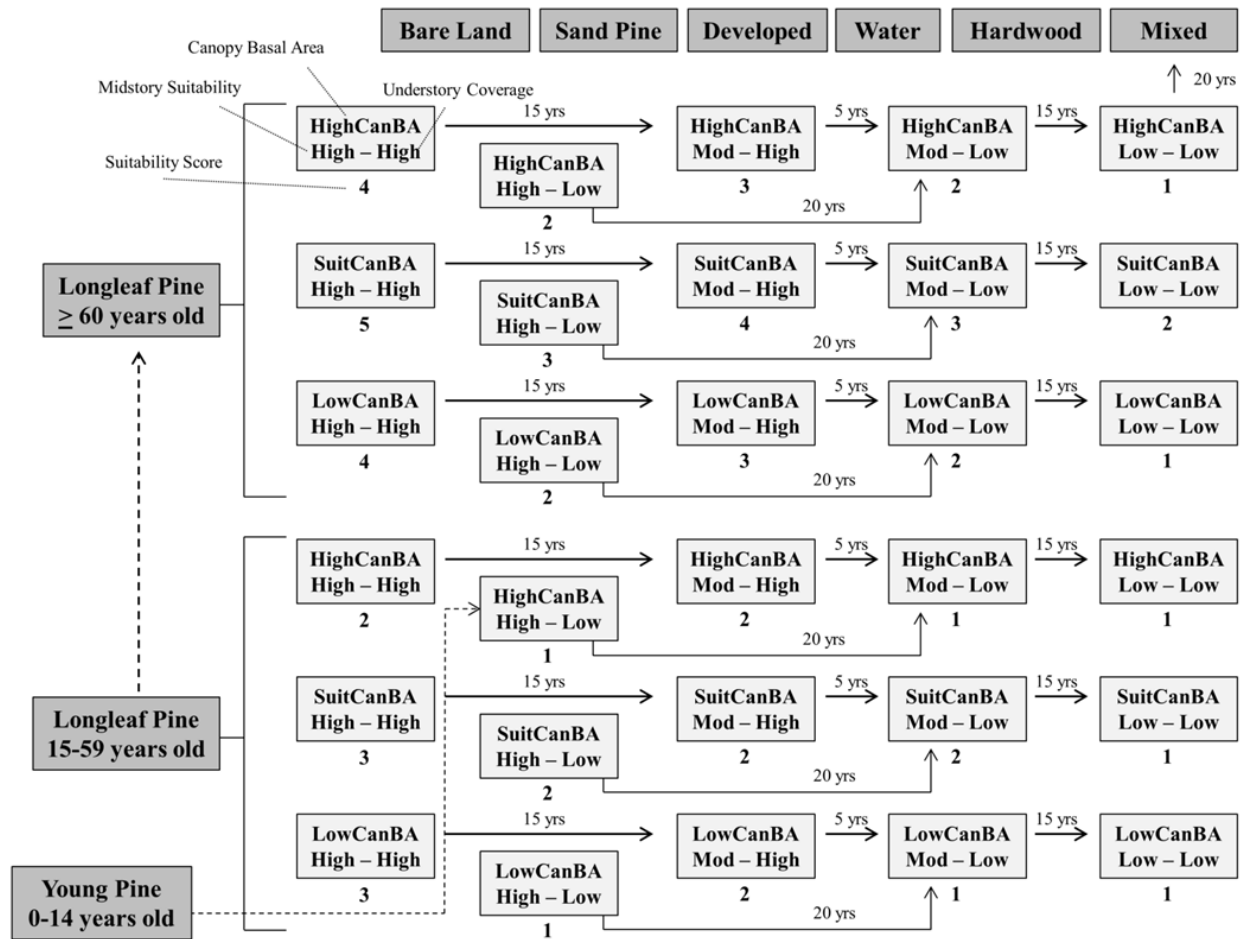 Bare Land
Sand Pine
Developed
Water
Hardwood
Mixed
Canopy Basal Area
Midstory Suitability
Understory Coverage
Suitability Score
20 yrs
HighCanBA
High – High
4
15 yrs
HighCanBA
High – Low
2
20 yrs
HighCanBA
Mod – High
3
5 yrs
HighCanBA
Mod – Low
2
15 yrs
HighCanBA
Low – Low
1
Longleaf Pine
≥ 60 years old
SuitCanBA
High – High
5
15 yrs
SuitCanBA
High – Low
3
20 yrs
SuitCanBA
Mod – High
4
5 yrs
SuitCanBA
Mod – Low
3
15 yrs
SuitCanBA
Low – Low
2
LowCanBA
High – High
4
15 yrs
LowCanBA
High – Low
2
20 yrs
LowCanBA
Mod – High
3
5 yrs
LowCanBA
Mod – Low
2
15 yrs
LowCanBA
Low – Low
1
HighCanBA
High – High
2
15 yrs
HighCanBA
High – Low
1
20 yrs
HighCanBA
Mod – High
2
5 yrs
HighCanBA
Mod – Low
1
15 yrs
HighCanBA
Low – Low
1
Longleaf Pine
15-59 years old
SuitCanBA
High – High
3
15 yrs
SuitCanBA
High – Low
2
20 yrs
SuitCanBA
Mod – High
2
5 yrs
SuitCanBA
Mod – Low
2
15 yrs
SuitCanBA
Low – Low
1
LowCanBA
High – High
3
15 yrs
LowCanBA
High – Low
1
20 yrs
LowCanBA
Mod – High
2
5 yrs
LowCanBA
Mod – Low
1
15 yrs
LowCanBA
Low – Low
1
Young Pine
0-14 years old